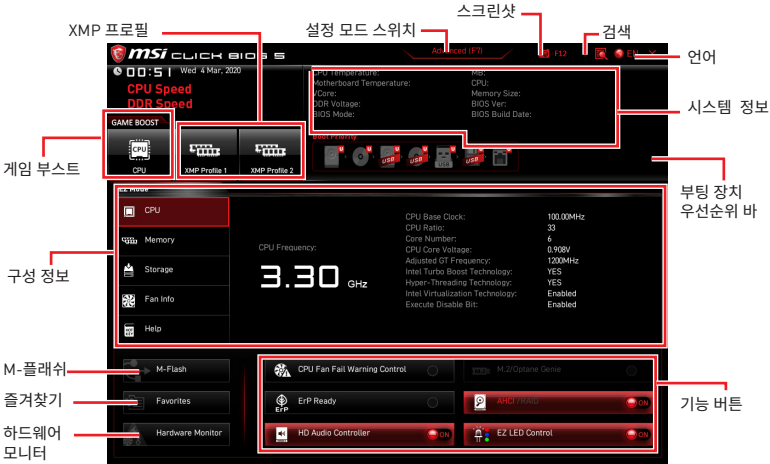 스크린샷
XMP 프로필
설정 모드 스위치
검색
언어
msi CLICK BIOS 5
Advanced (F7)
F12
EN
X
00:51 Wed 4 Mar, 2020
CPU Speed
DDR Speed
CPU Temperature:
Motherboard Temperature:
VCore:
DDR Voltage:
BIOS Mode:
MB:
CPU:
Memory Size:
BIOS Ver:
BIOS Build Date:
시스템 정보
GAME BOOST
CPU
CPU
XMP Profile 1
XMP Profile 2
Boot Priority
U
U
U
USB
U
USB
U
USB
U
USB
U
게임 부스트
부팅 장치
우선순위 바
EZ Mode
CPU
Memory
Storage
Fan Info
HOT KEY
Help
구성 정보
CPU Frequency:
3.30 GHz
CPU Base Clock: 100.00MHz
CPU Ratio: 33
Core Number: 6
CPU Core Voltage: 0.908V
Adjusted GT Frequency: 1200MHz
Intel Turbo Boost Technology: YES
Hyper-Threading Technology: YES
Intel Virtualization Technology: Enabled
Execute Disable Bit: Enabled
M-플래쉬
즐겨찾기
하드웨어
모니터
M-Flash
Favorites
Hardware Monitor
CPU Fan Fail Warning Control
M.2/Optane Genie
ErP
ErP Ready
AHCI /RAID
ON
HD Audio Controller
ON
EZ LED Control
ON
기능 버튼